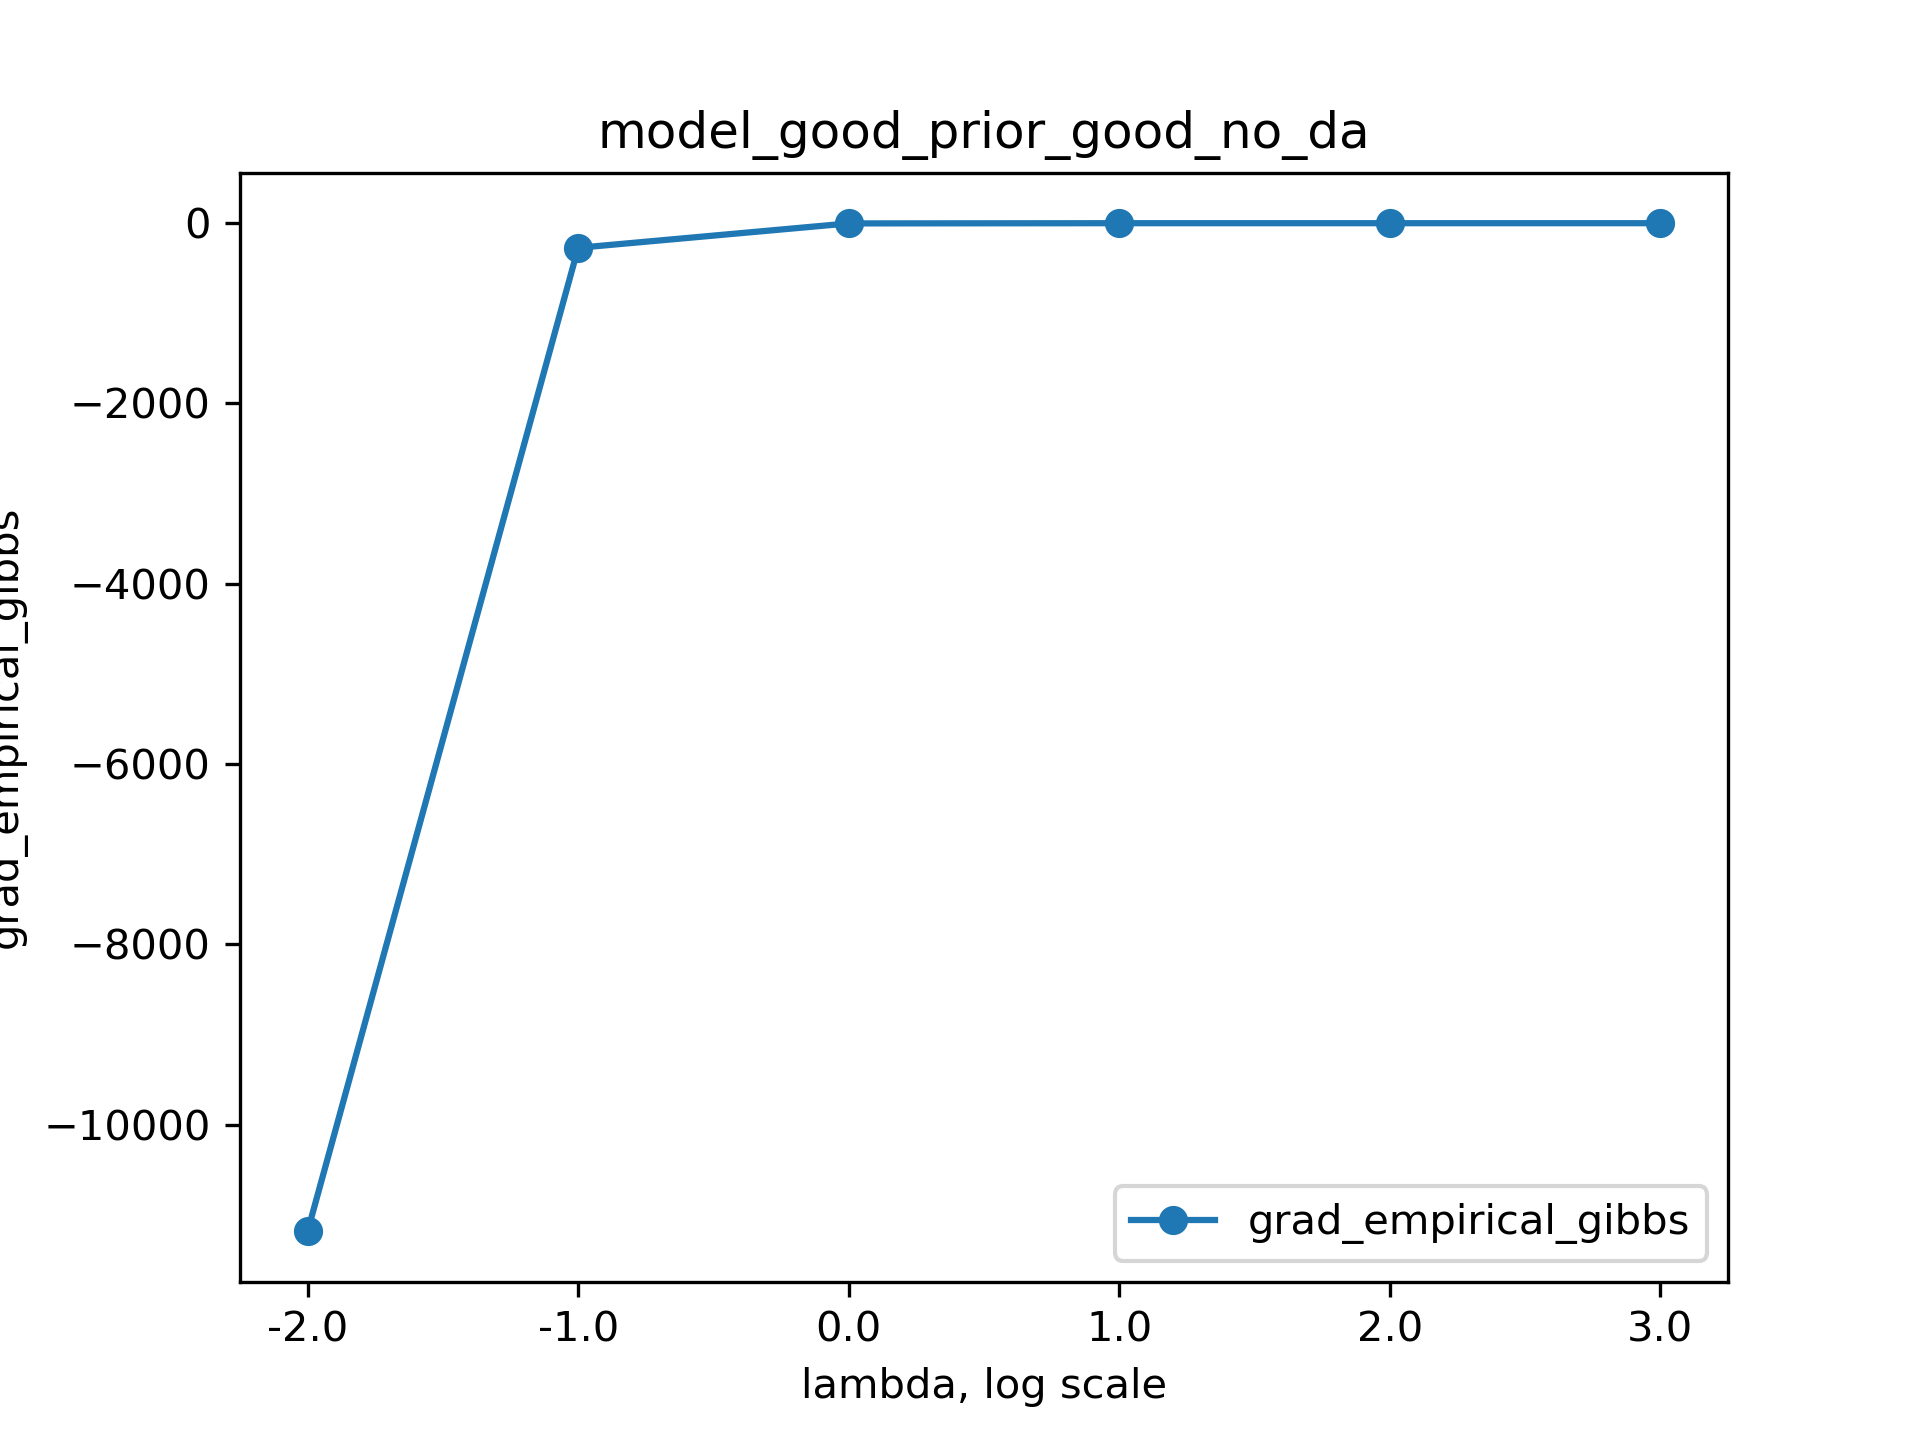 model_good_prior_good_no_da
0
−2000
−4000
−6000
−8000
−10000
grad_empirical_gibbs
grad_empirical_gibbs
-2.0 -1.0 0.0 1.0 2.0 3.0
lambda, log scale